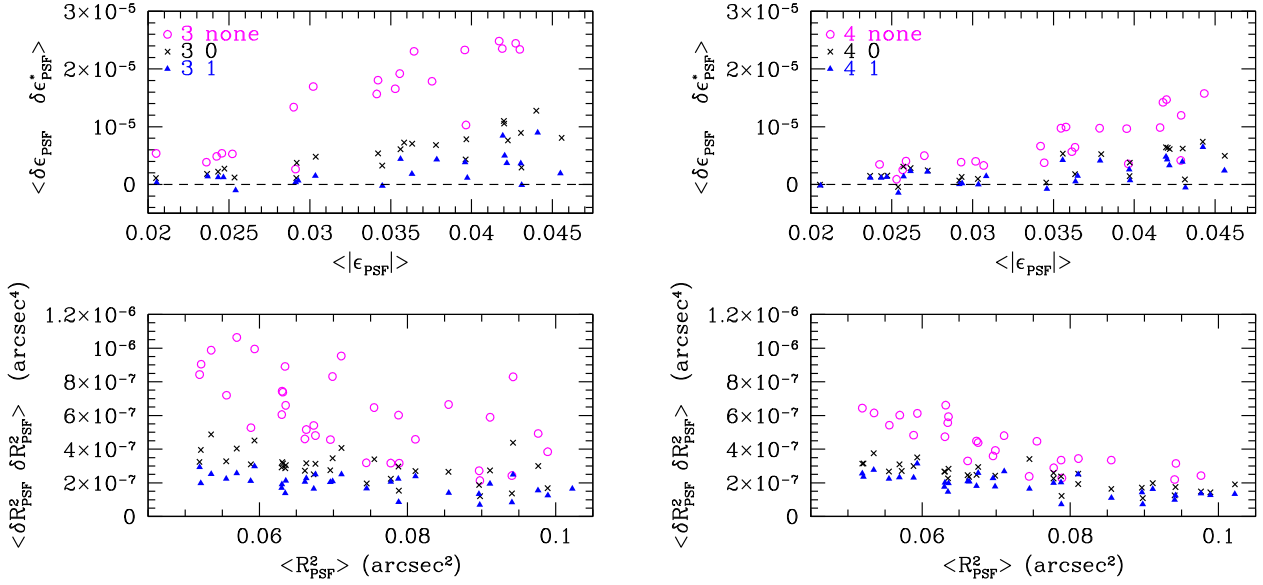 3×10⁻⁵
2×10⁻⁵
10⁻⁵
0
<δϵ_PSF δϵ*_PSF>
3 none
3 0
3 1
0.02 0.025 0.03 0.035 0.04 0.045
<|ϵ_PSF|>
3×10⁻⁵
2×10⁻⁵
10⁻⁵
0
<δϵ_PSF δϵ*_PSF>
4 none
4 0
4 1
0.02 0.025 0.03 0.035 0.04 0.045
<|ϵ_PSF|>
1.2×10⁻⁶
10⁻⁶
8×10⁻⁷
6×10⁻⁷
4×10⁻⁷
2×10⁻⁷
0
<δR²_PSF δR²_PSF> (arcsec⁴)
0.06 0.08 0.1
<R²_PSF> (arcsec²)
1.2×10⁻⁶
10⁻⁶
8×10⁻⁷
6×10⁻⁷
4×10⁻⁷
2×10⁻⁷
0
<δR²_PSF δR²_PSF> (arcsec⁴)
0.06 0.08 0.1
<R²_PSF> (arcsec²)